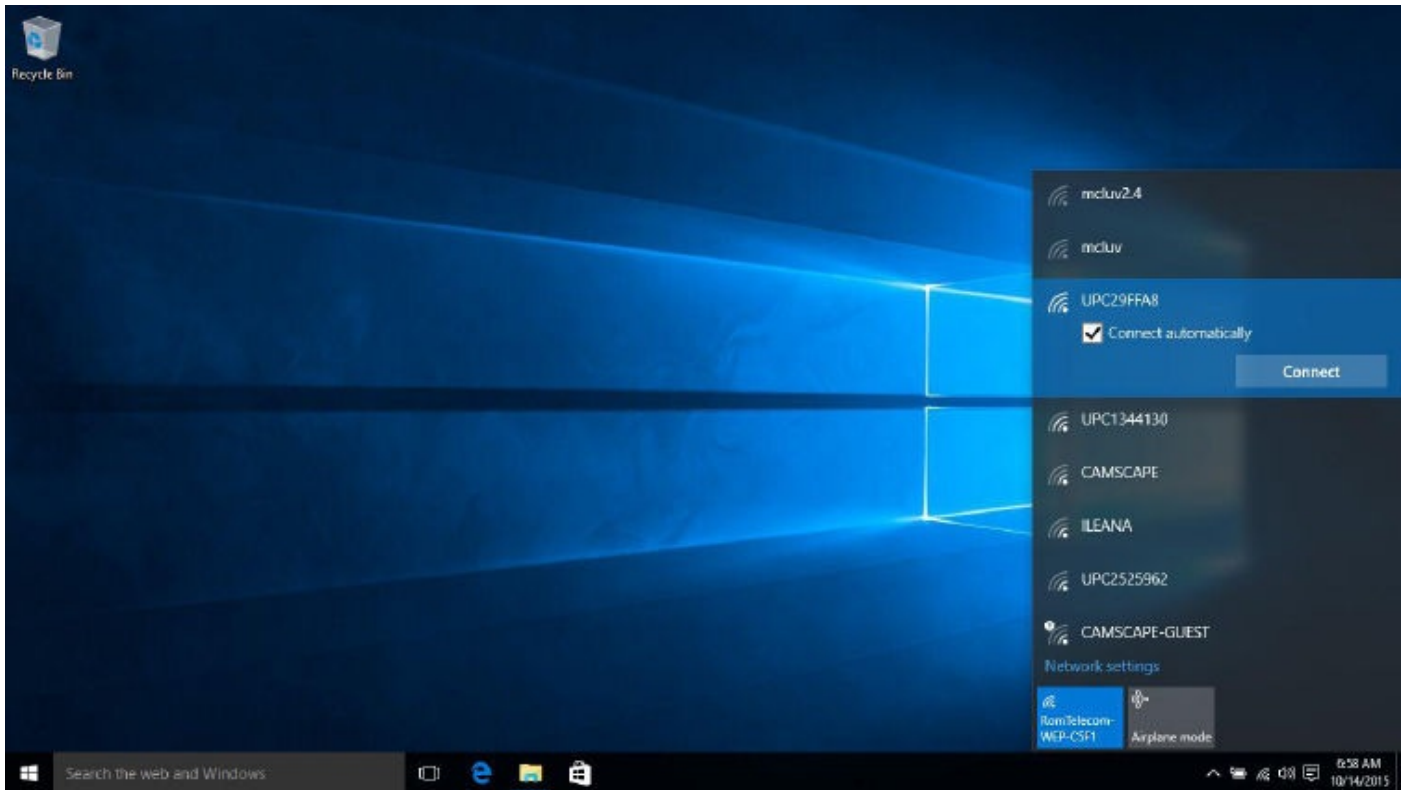 Recycle Bin
mcluv2.4
mcluv
UPC29FFA8
Connect automatically
Connect
UPC1344130
CAMSCAPE
ILEANA
UPC2525962
CAMSCAPE-GUEST
Network settings
RomTelecom-
WEP-C5F1
Airplane mode
Search the web and Windows
6:58 AM
10/14/2015